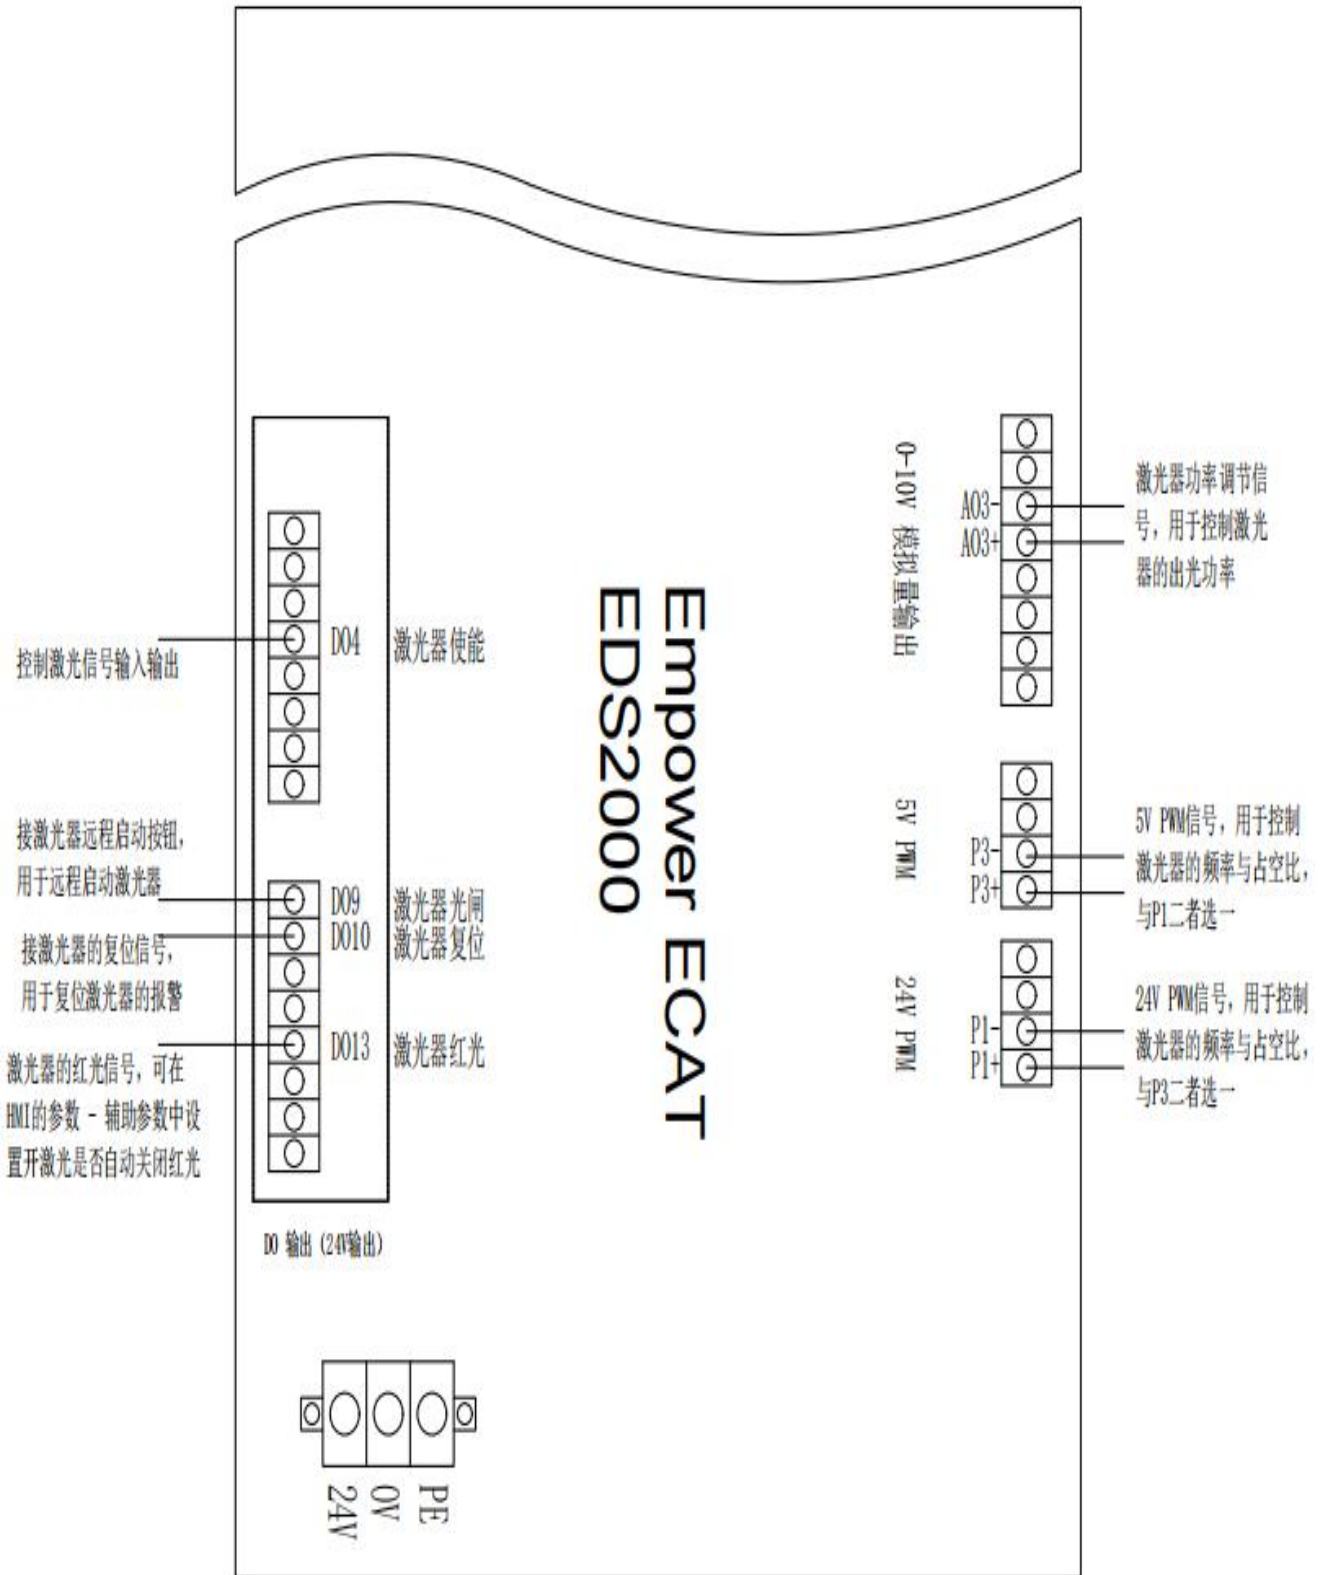 0-10V 模拟量输出
AO3-
AO3+
激光器功率调节信
号，用于控制激光
器的出光功率
控制激光信号输入输出
DO4
激光器使能
Empower ECAT
EDS2000
接激光器远程启动按钮，
用于远程启动激光器
DO9
激光器光闸
接激光器的复位信号，
用于复位激光器的报警
DO10
激光器复位
激光器的红光信号，可在
HMI的参数 - 辅助参数中设
置开激光是否自动关闭红光
DO13
激光器红光
DO 输出（24V输出）
5V PWM
P3-
P3+
5V PWM信号，用于控制
激光器的频率与占空比，
与P1二者选一
24V PWM
P1-
P1+
24V PWM信号，用于控制
激光器的频率与占空比，
与P3二者选一
24V
0V
PE